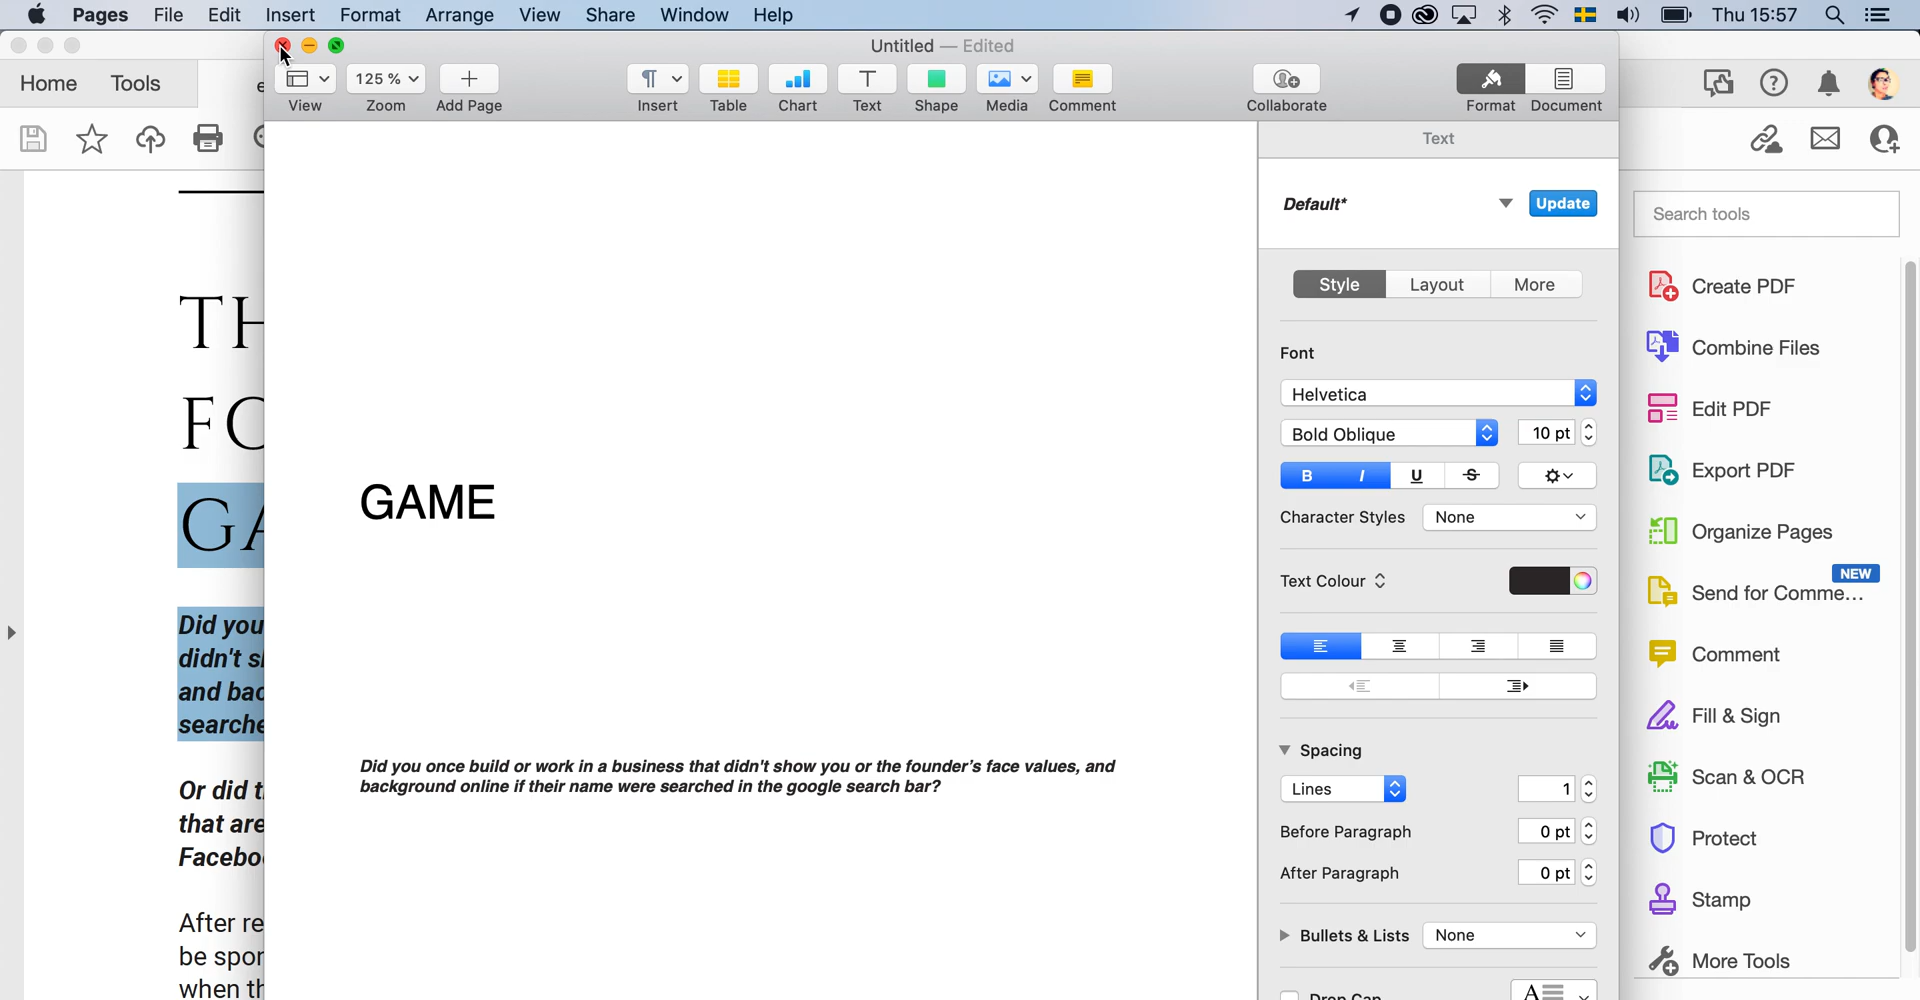 Pages File Edit Insert Format Arrange View Share Window Help Thu 15:57
Untitled — Edited
Home Tools
125 %
View Zoom Add Page Insert Table Chart Text Shape Media Comment Collaborate Format Document
Text
Default* Update
Search tools
Style Layout More
Create PDF
Combine Files
Edit PDF
Export PDF
Organize Pages
NEW
Send for Comme...
Comment
Fill & Sign
Scan & OCR
Protect
Stamp
More Tools
Font
Helvetica
Bold Oblique 10 pt
B I U S
Character Styles None
Text Colour
Spacing
Lines 1
Before Paragraph 0 pt
After Paragraph 0 pt
Bullets & Lists None
Drop Cap
A
GAME
Did you once build or work in a business that didn't show you or the founder's face values, and
background online if their name were searched in the google search bar?
TH
FO
GA
Did you
didn't s
and bac
searche
Or did t
that are
Facebo
After re
be spor
when th